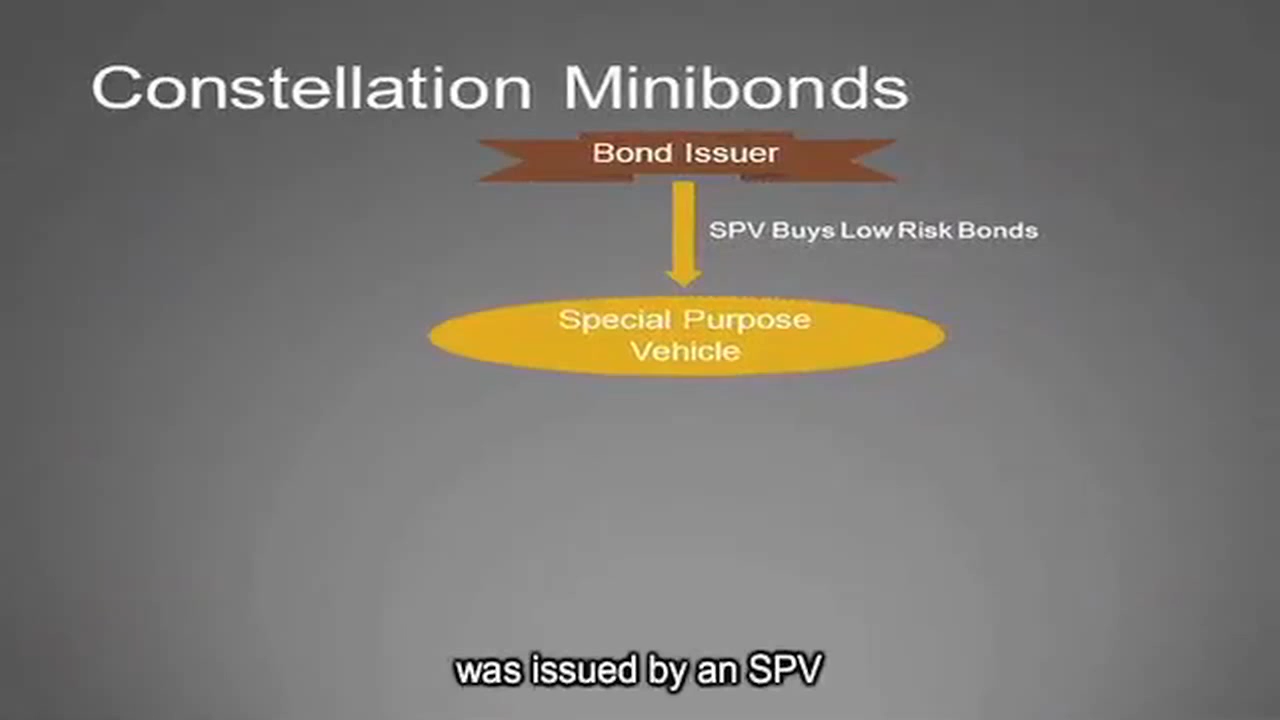 Constellation Minibonds
Bond Issuer
SPV Buys Low Risk Bonds
Special Purpose
Vehicle
was issued by an SPV